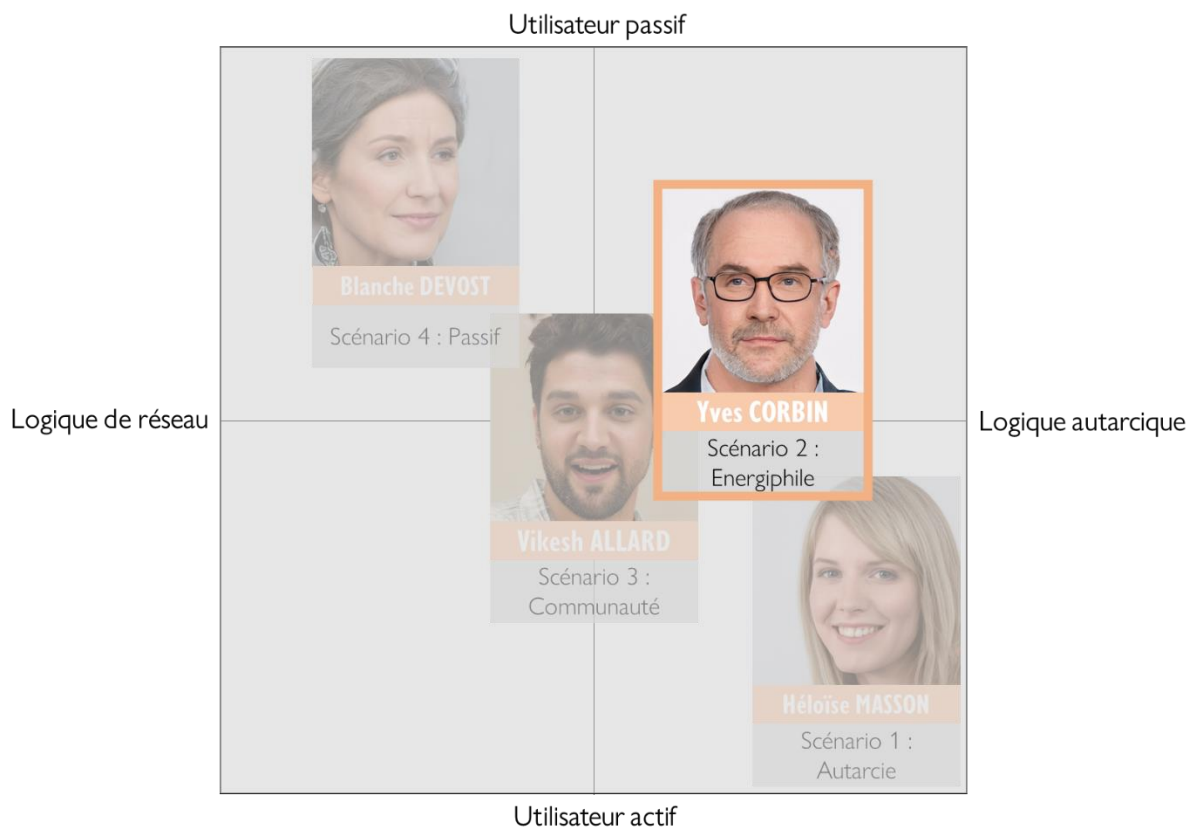 Utilisateur passif
Blanche DEVOST
Scénario 4 : Passif
Yves CORBIN
Scénario 2 :
Energiphile
Logique de réseau
Logique autarcique
Vikesh ALLARD
Scénario 3 :
Communauté
Héloïse MASSON
Scénario 1 :
Autarcie
Utilisateur actif